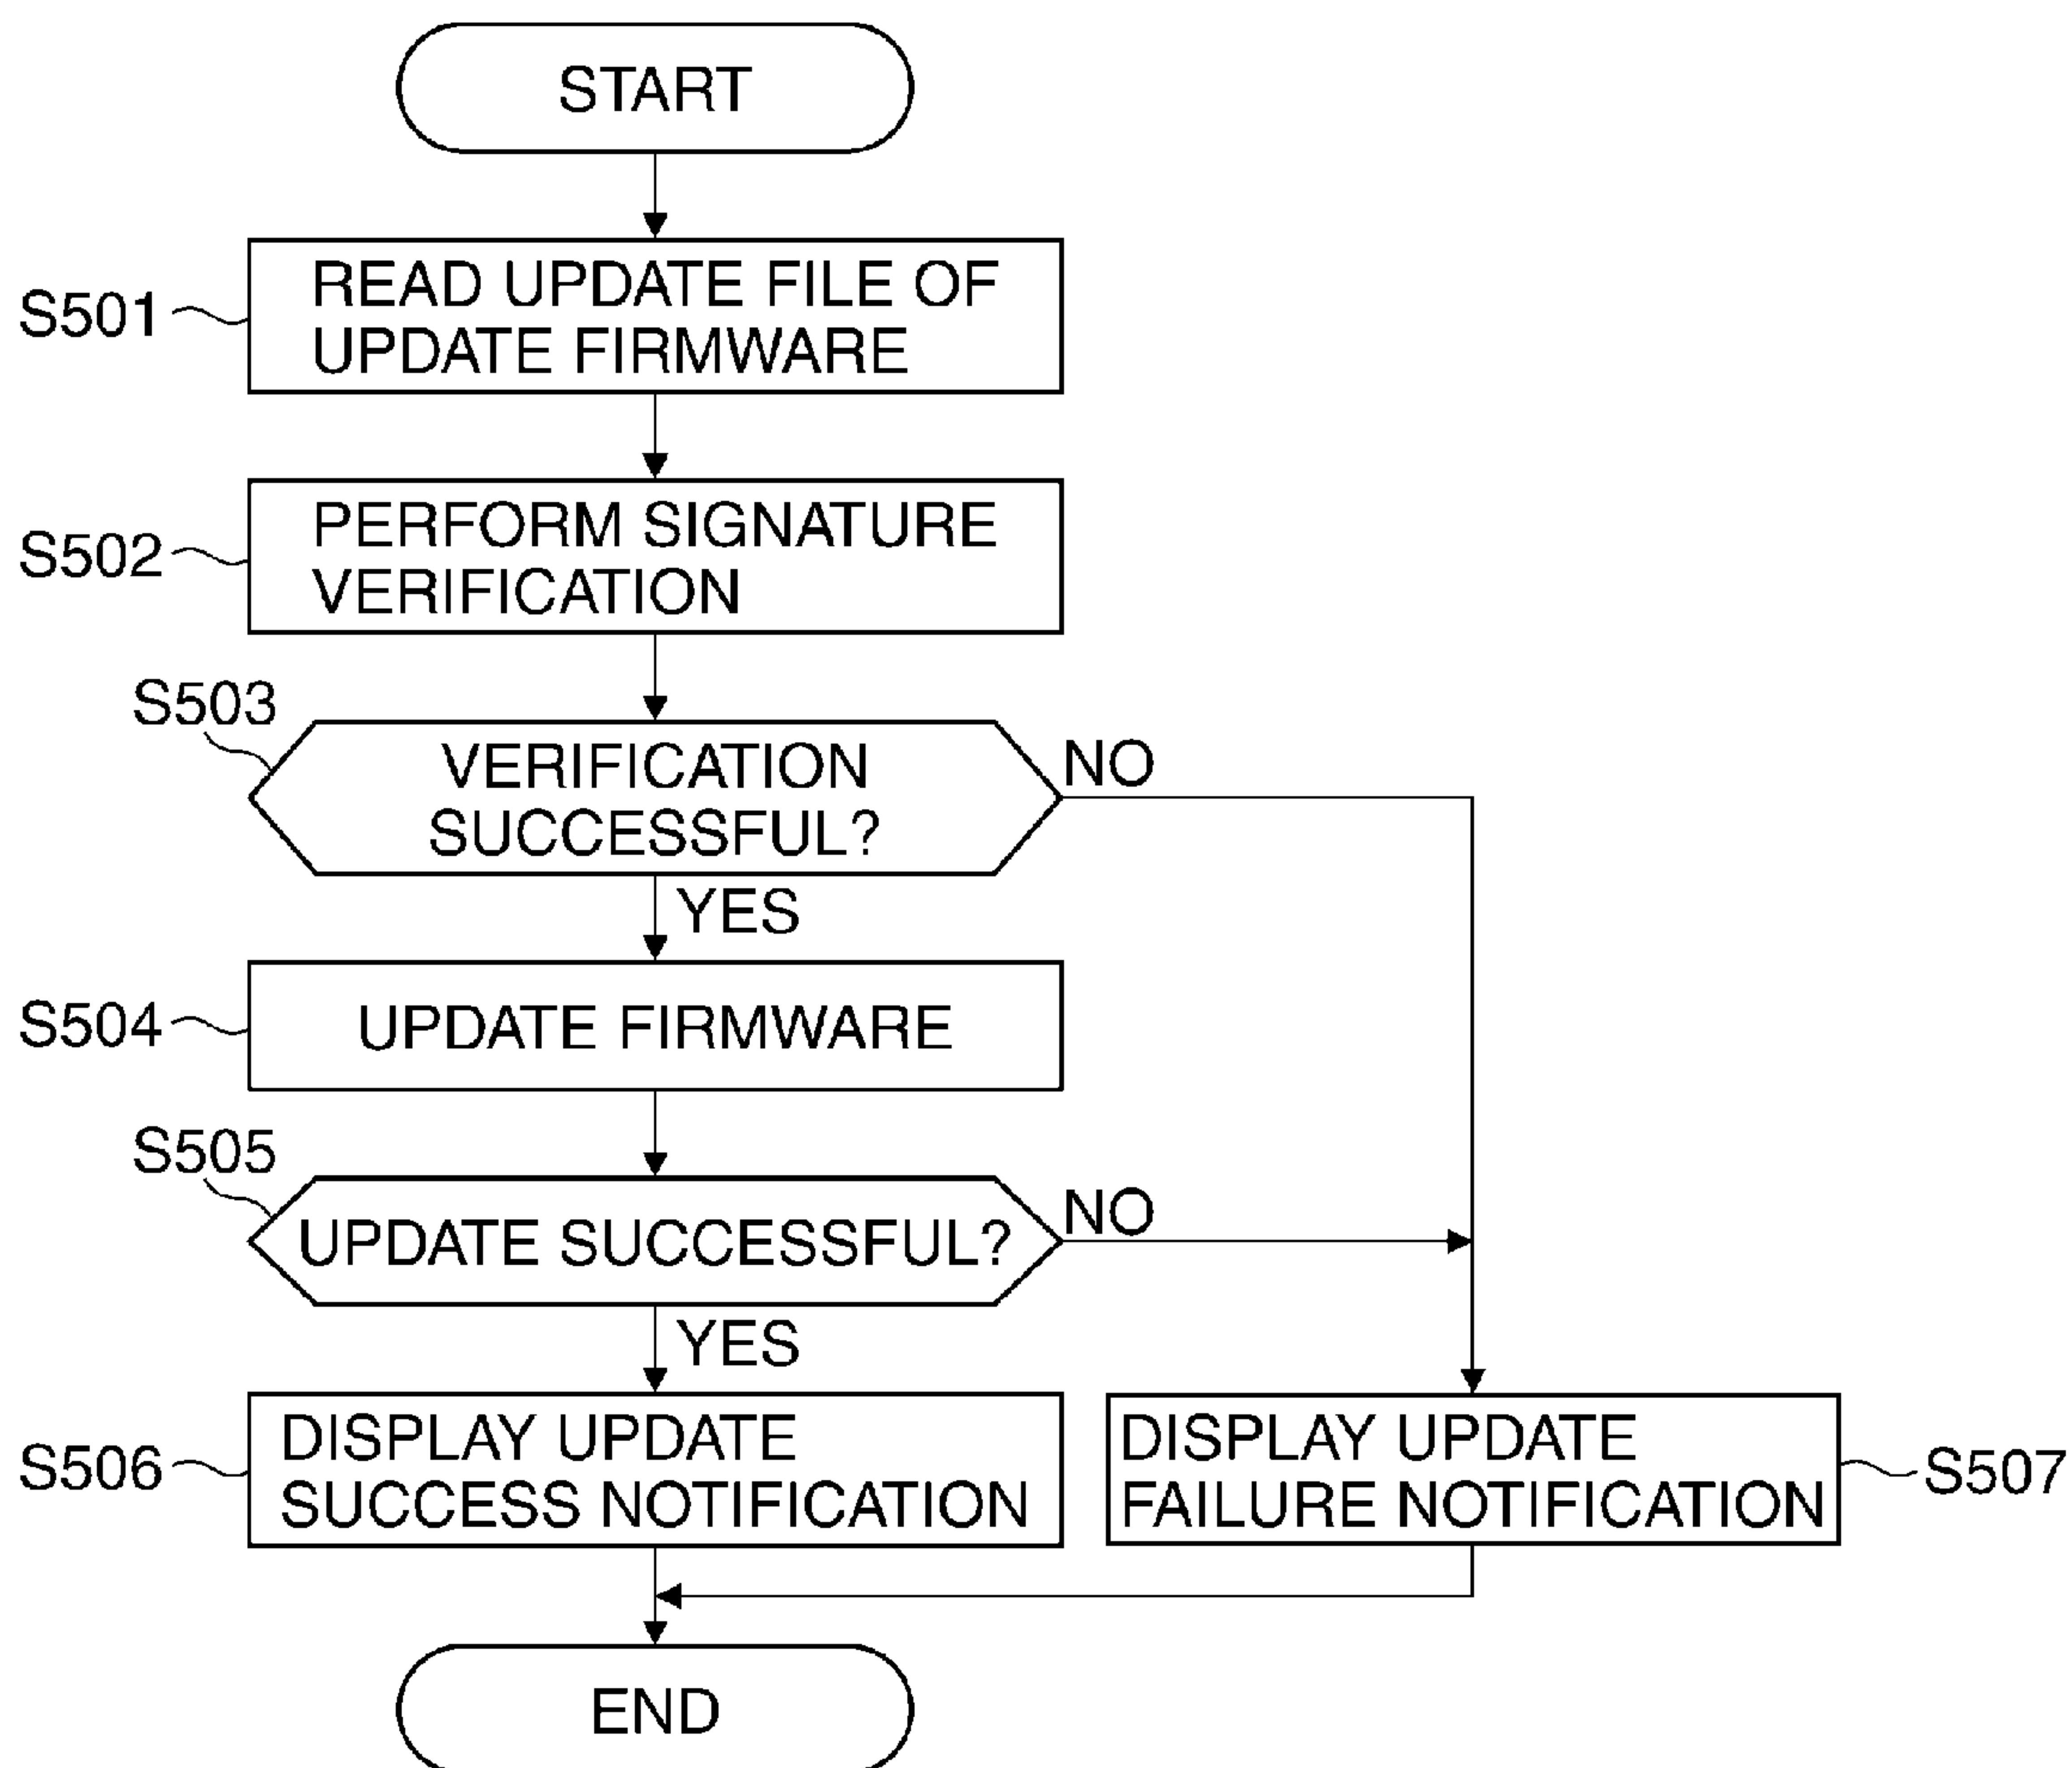 START
S501
READ UPDATE FILE OF
UPDATE FIRMWARE
S502
PERFORM SIGNATURE
VERIFICATION
S503
VERIFICATION
SUCCESSFUL?
NO
YES
S504
UPDATE FIRMWARE
S505
UPDATE SUCCESSFUL?
NO
YES
S506
DISPLAY UPDATE
SUCCESS NOTIFICATION
DISPLAY UPDATE
FAILURE NOTIFICATION
S507
END